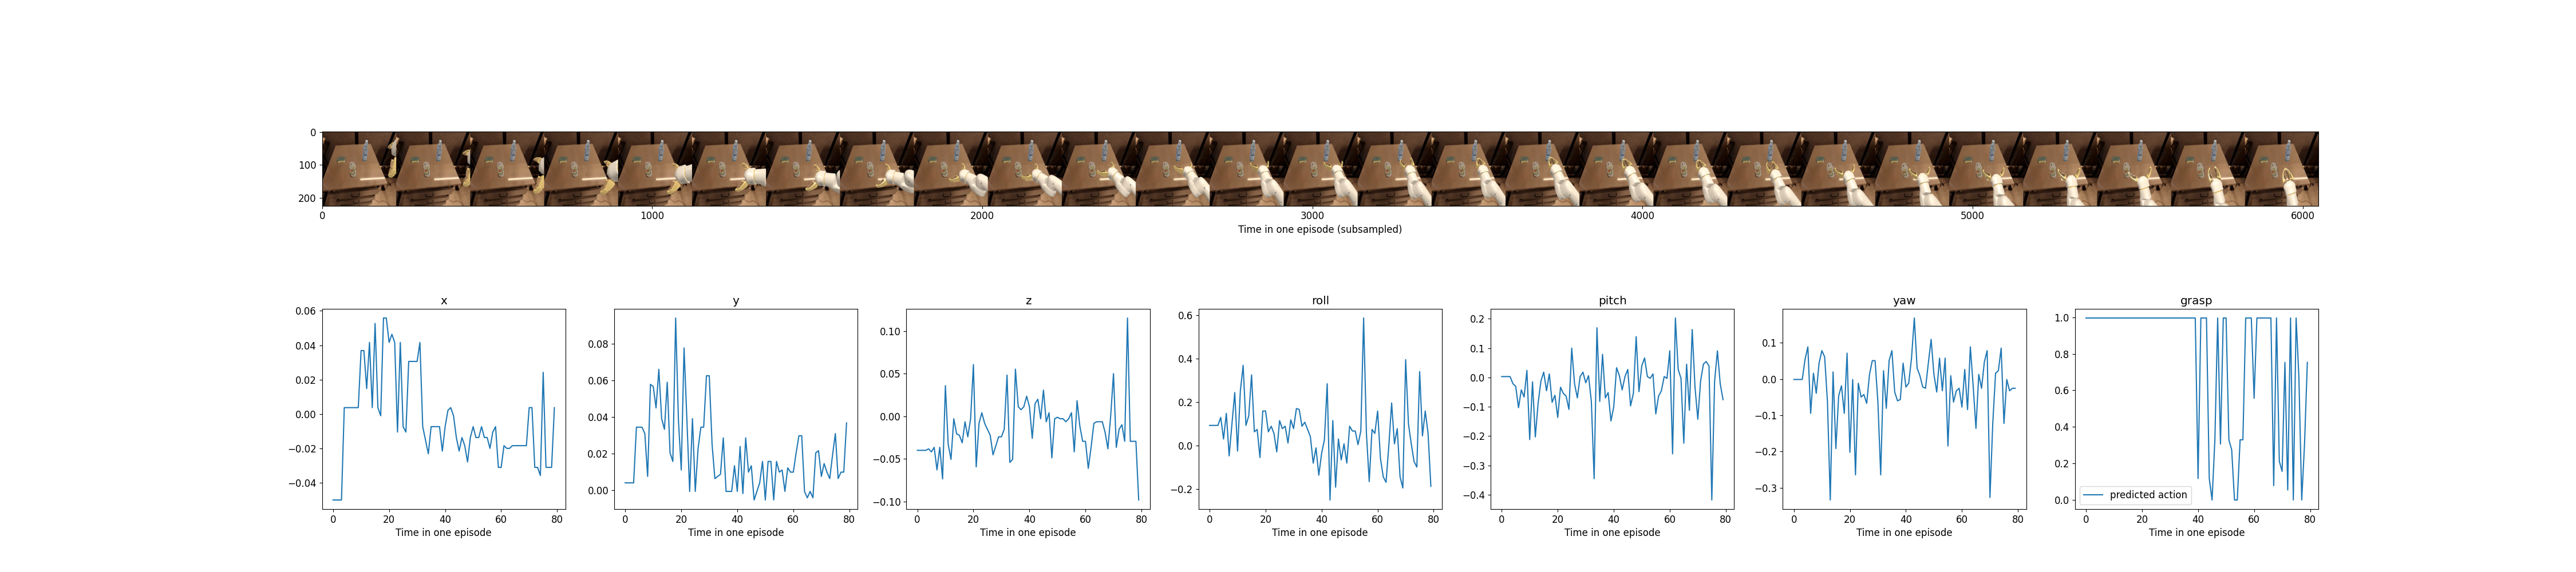 0
100
200
0 1000 2000 3000 4000 5000 6000
Time in one episode (subsampled)
x
0.06
0.04
0.02
0.00
−0.02
−0.04
0 20 40 60 80
Time in one episode
y
0.08
0.06
0.04
0.02
0.00
0 20 40 60 80
Time in one episode
z
0.10
0.05
0.00
−0.05
−0.10
0 20 40 60 80
Time in one episode
roll
0.6
0.4
0.2
0.0
−0.2
0 20 40 60 80
Time in one episode
pitch
0.2
0.1
0.0
−0.1
−0.2
−0.3
−0.4
0 20 40 60 80
Time in one episode
yaw
0.1
0.0
−0.1
−0.2
−0.3
0 20 40 60 80
Time in one episode
grasp
1.0
0.8
0.6
0.4
0.2
0.0
predicted action
0 20 40 60 80
Time in one episode